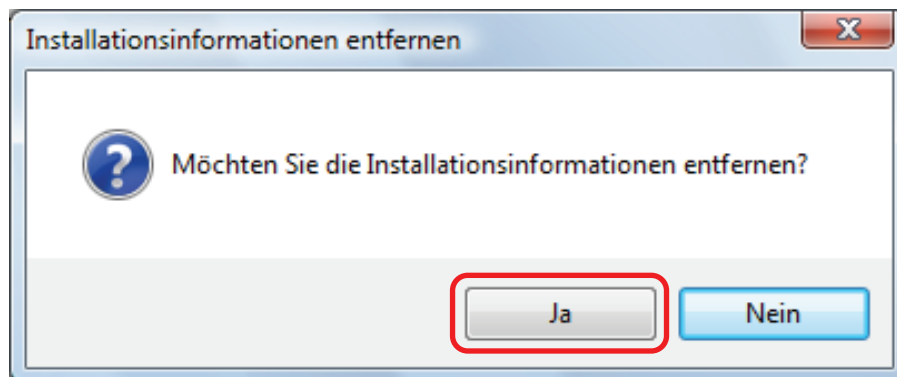 Installationsinformationen entfernen
Möchten Sie die Installationsinformationen entfernen?
Ja
Nein